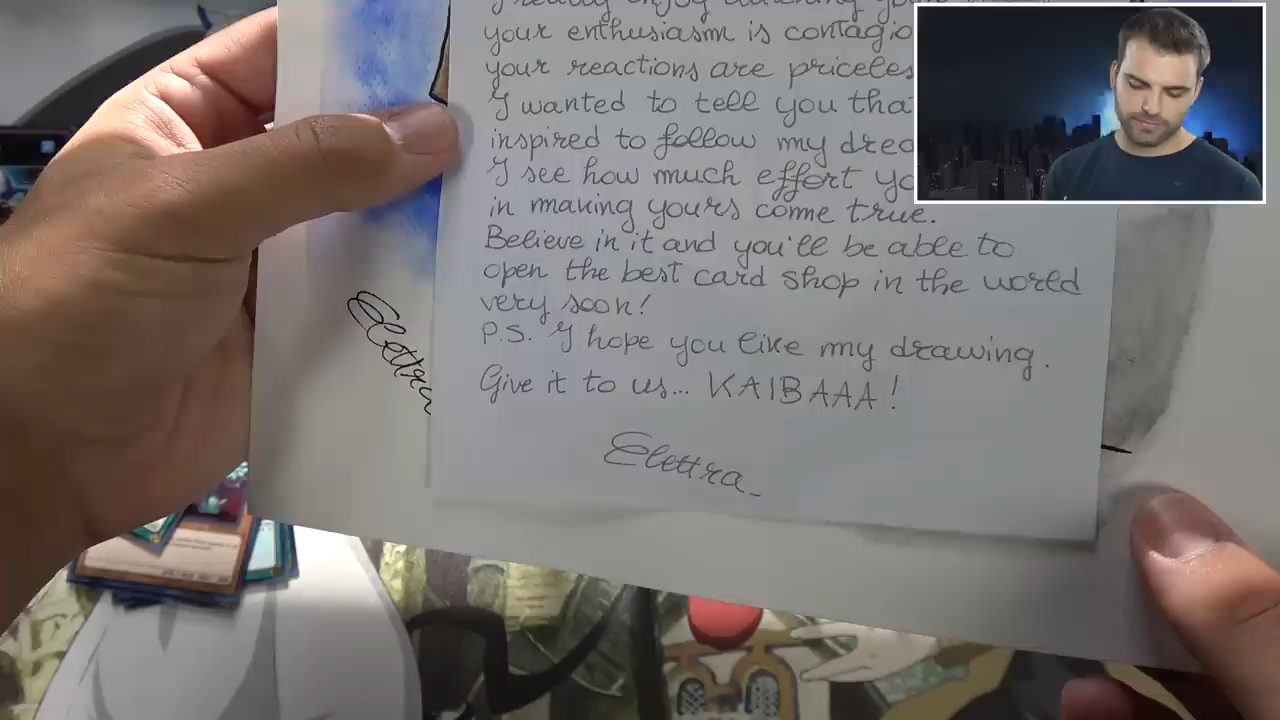 your enthusiasm is contagio
your reactions are priceles
I wanted to tell you tha
inspired to follow my drea
I see how much effort yo
in making yours come true.
Believe in it and you'll be able to
open the best card shop in the world
very soon!
P.S. I hope you like my drawing.
Give it to us... KAIBAAA!
Elettra
Elettra